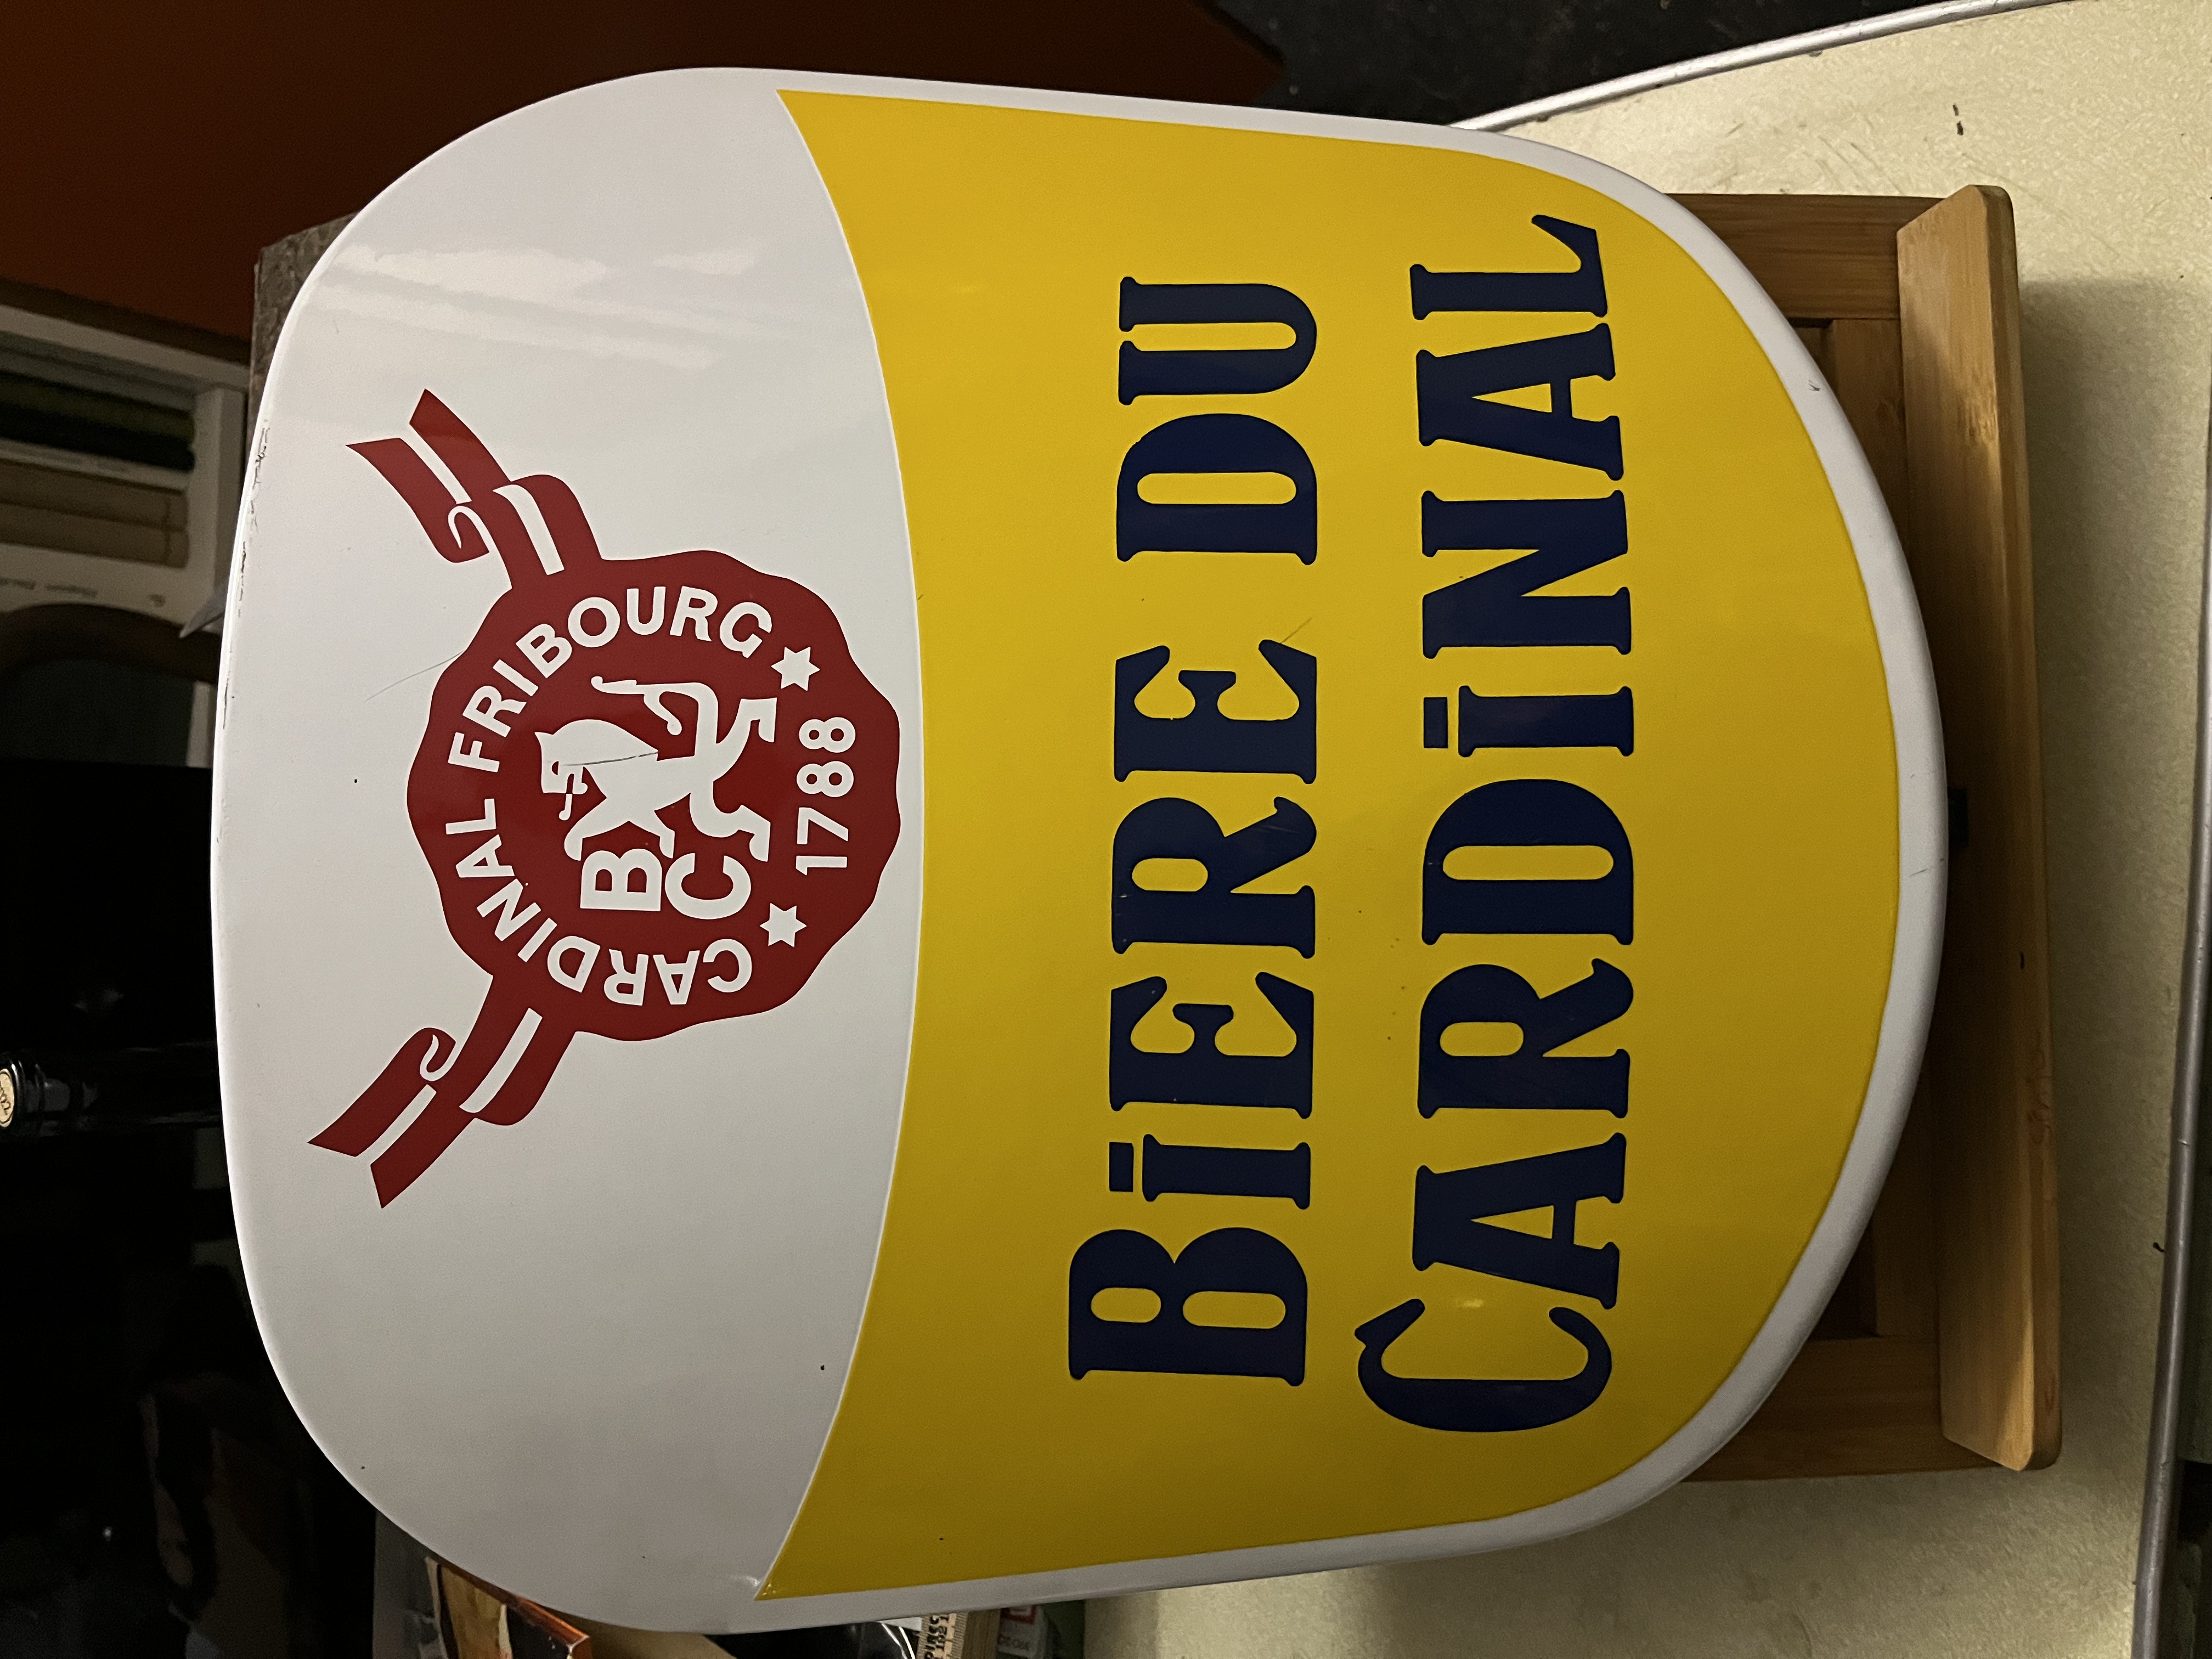 CARDINAL FRIBOURG
BC
★ 1788 ★
BiERE DU
CARDiNAL